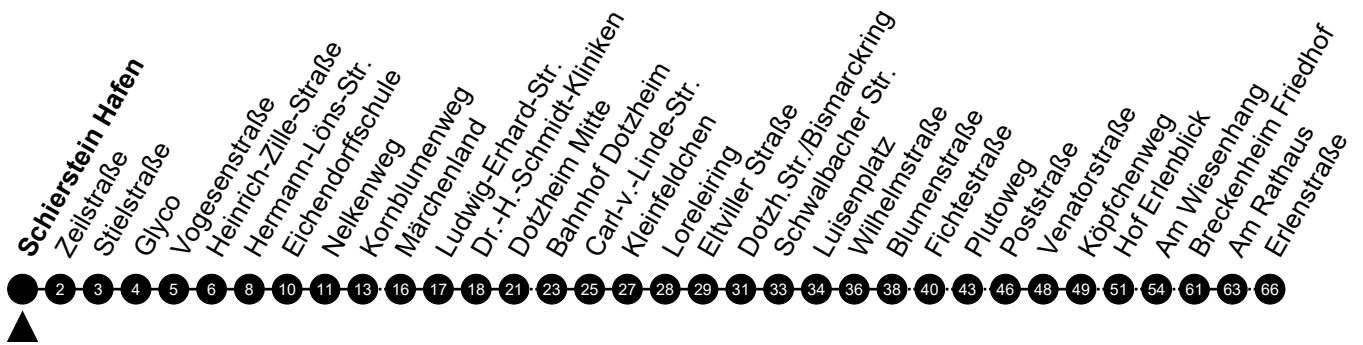 Schierstein Hafen
Zeilstraße
Stielstraße
Glyco
Vogesenstraße
Heinrich-Zille-Straße
Hermann-Löns-Str.
Eichendorffschule
Nelkenweg
Kornblumenweg
Märchenland
Ludwig-Erhard-Str.
Dr.-H.-Schmidt-Kliniken
Dotzheim Mitte
Bahnhof Dotzheim
Carl-v.-Linde-Str.
Kleinfeldchen
Loreleiring
Eltviller Straße
Dotzh.Str./Bismarckring
Schwalbacher Str.
Luisenplatz
Wilhelmstraße
Blumenstraße
Fichtestraße
Plutoweg
Poststraße
Venatorstraße
Köpfchenweg
Hof Erlenblick
Am Wiesenhang
Breckenheim Friedhof
Am Rathaus
Erlenstraße
2 3 4 5 6 8 10 11 13 16 17 18 21 23 25 27 28 29 31 33 34 36 38 40 43 46 48 49 51 54 61 63 66